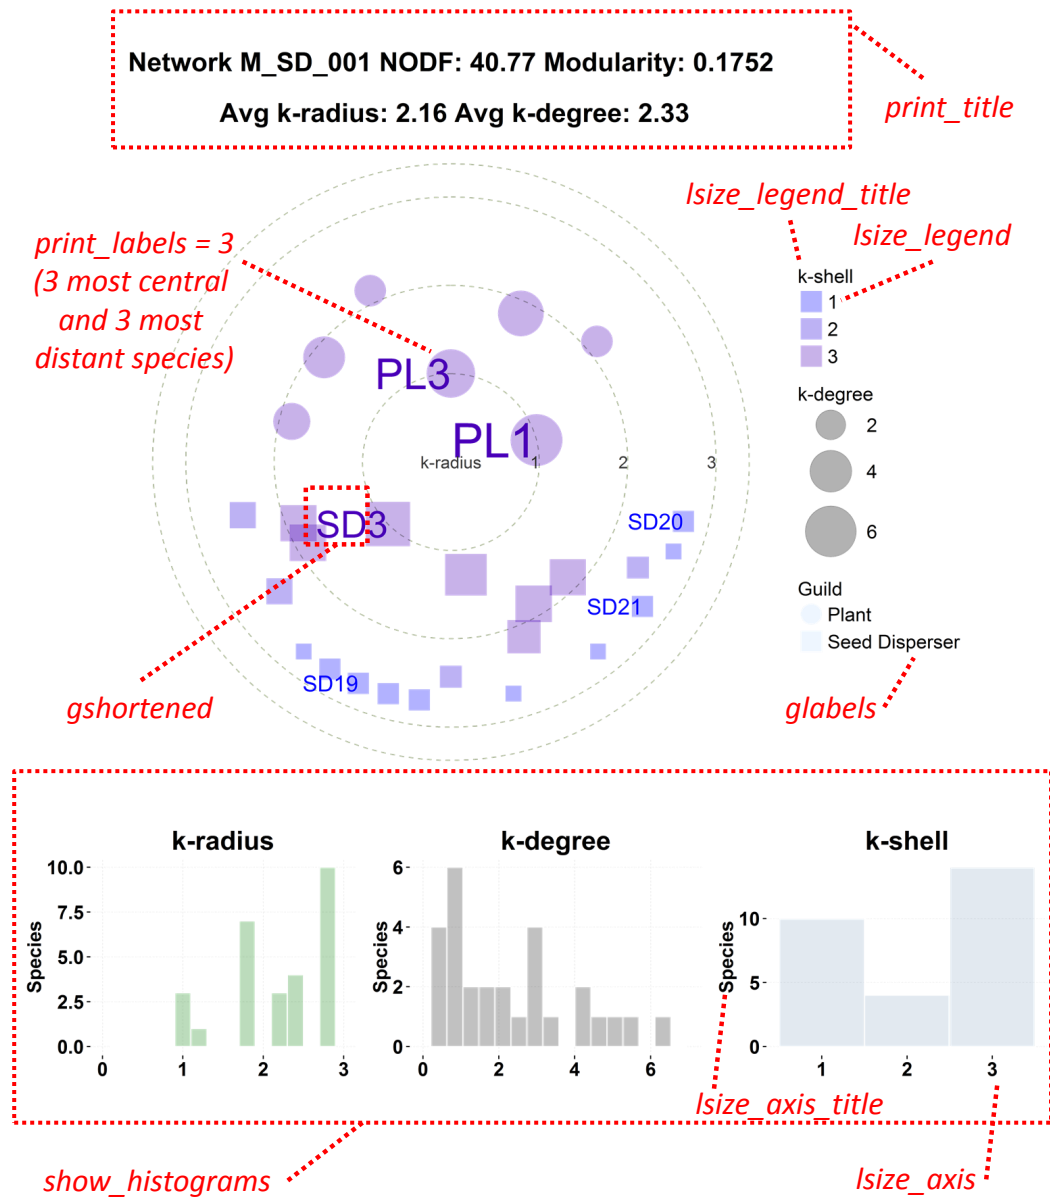 Network M_SD_001 NODF: 40.77 Modularity: 0.1752
Avg k-radius: 2.16 Avg k-degree: 2.33
print_title
lsize_legend_title
lsize_legend
print_labels = 3
(3 most central
and 3 most
distant species)
k-shell
1
2
3
k-degree
2
4
6
Guild
Plant
Seed Disperser
PL3
PL1
k-radius
1
2
3
SD3
SD20
SD21
SD19
gshortened
glabels
k-radius
Species
10.0
7.5
5.0
2.5
0.0
0
1
2
3
k-degree
Species
6
4
2
0
0
2
4
6
k-shell
Species
10
5
0
1
2
3
lsize_axis_title
show_histograms
lsize_axis